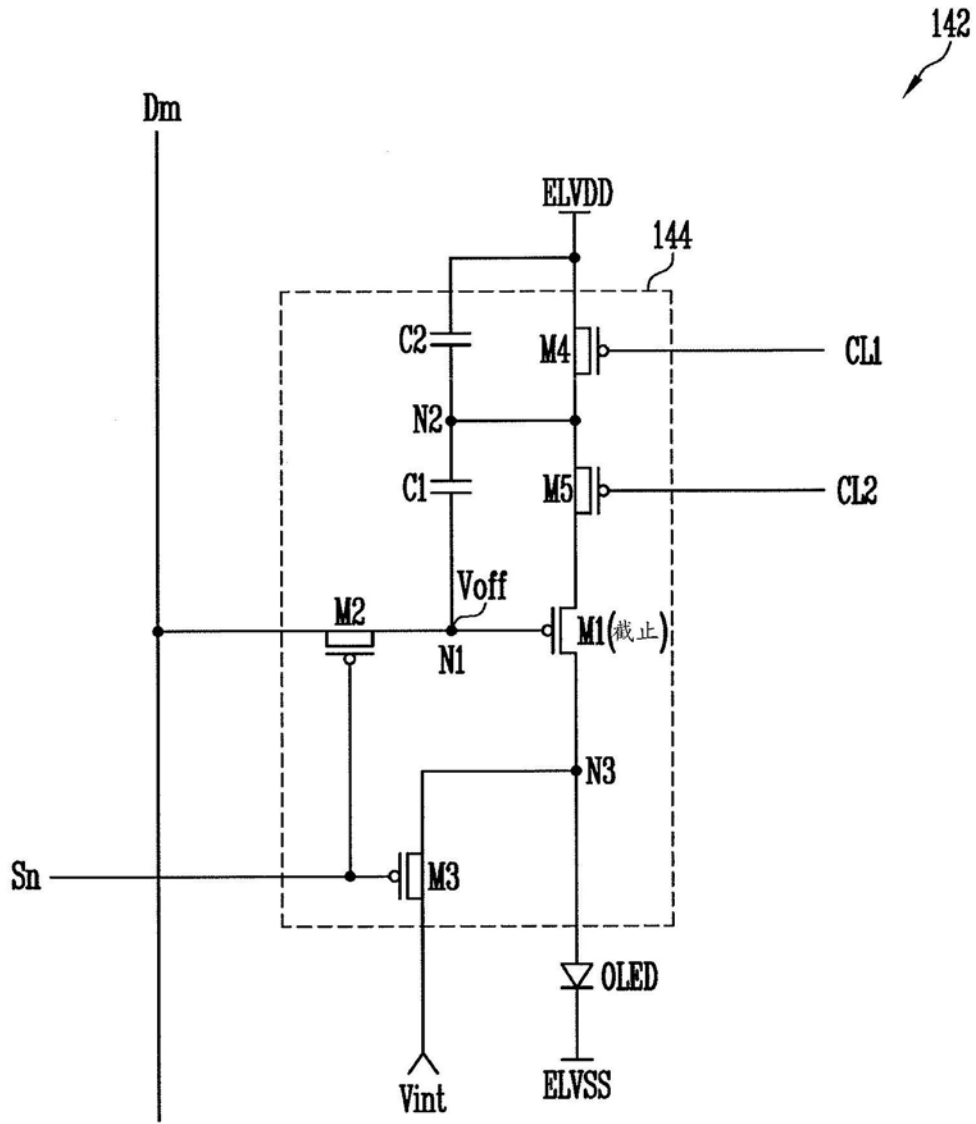 142
Dm
ELVDD
144
C2
M4
CL1
N2
C1
M5
CL2
Voff
M2
N1
M1(截止)
N3
Sn
M3
OLED
Vint
ELVSS